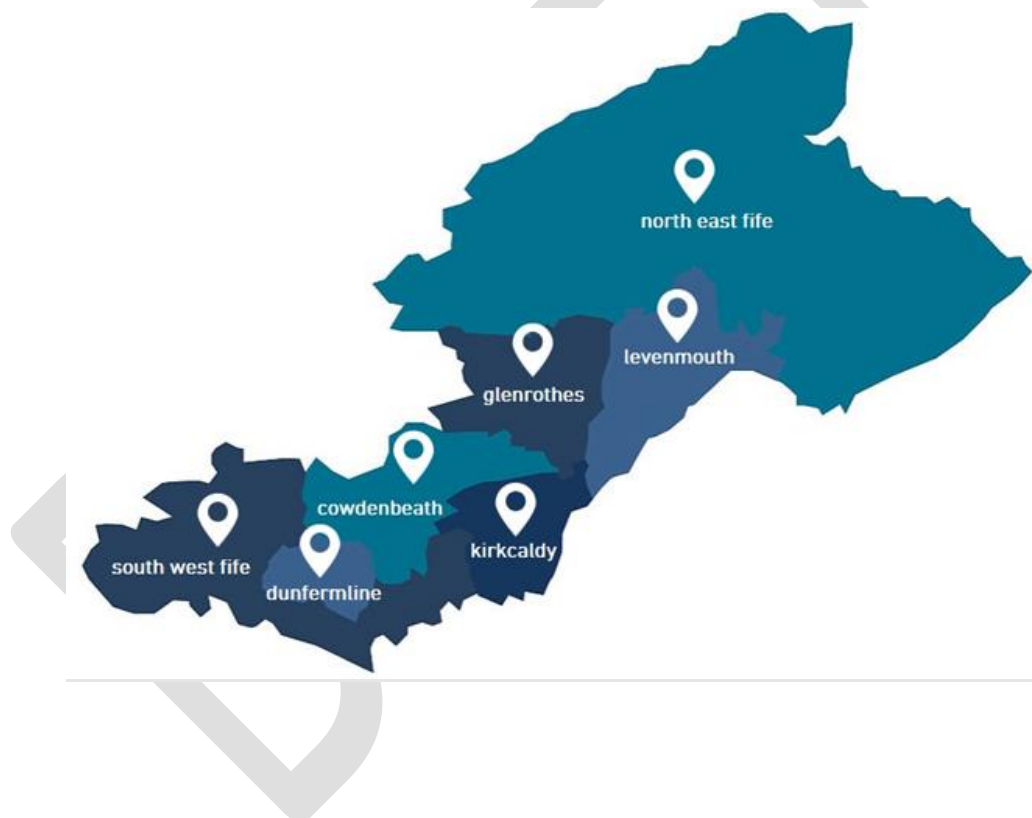 north east fife
levenmouth
glenrothes
cowdenbeath
kirkcaldy
south west fife
dunfermline